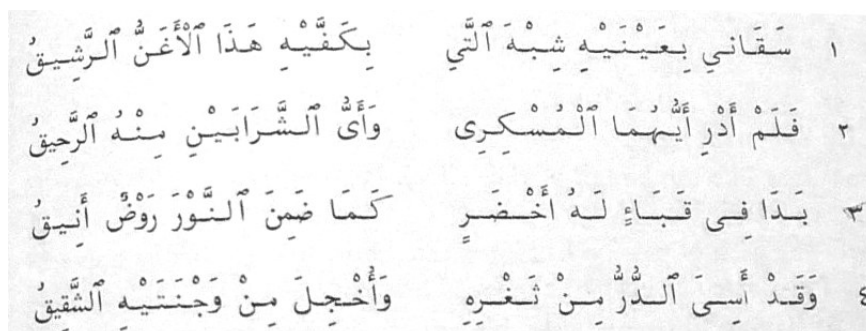 ١ سَقَانِي بِعَيْنَيْهِ شِبْهَ ٱلَّتِي بِكَفَّيْهِ هَذَا ٱلْأَغَنُّ ٱلرَّشِيقُ
٢ فَلَمْ أَدْرِ أَيُّهُمَا ٱلْمُسْكِرِى وَأَىُّ ٱلشَّرَابَيْنِ مِنْهُ ٱلرَّحِيقُ
٣ بَدَا فِى قَبَاءٍ لَهُ أَخْضَرٍ كَمَا ضَمِنَ ٱلنَّوْرَ رَوْضٌ أَنِيقُ
٤ وَقَدْ أَسِىَ ٱلدُّرُّ مِنْ ثَغْرِهِ وَأُخْجِلَ مِنْ وَجْنَتَيْهِ ٱلشَّقِيقُ